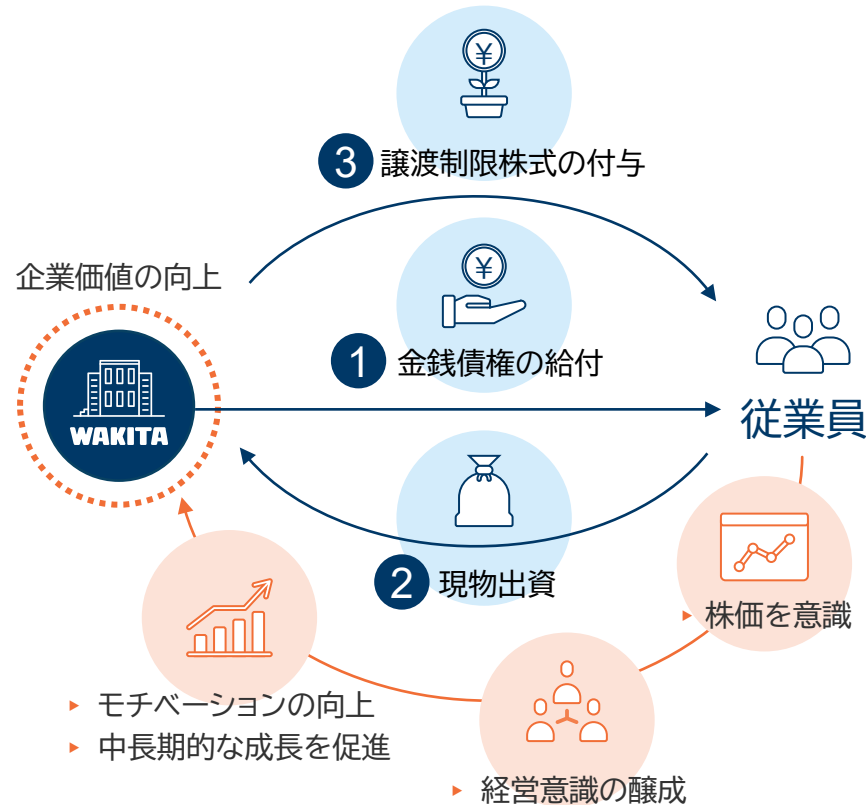 ¥
3 譲渡制限株式の付与
企業価値の向上
¥
1 金銭債権の給付
WAKITA
従業員
2 現物出資
株価を意識
モチベーションの向上
中長期的な成長を促進
経営意識の醸成